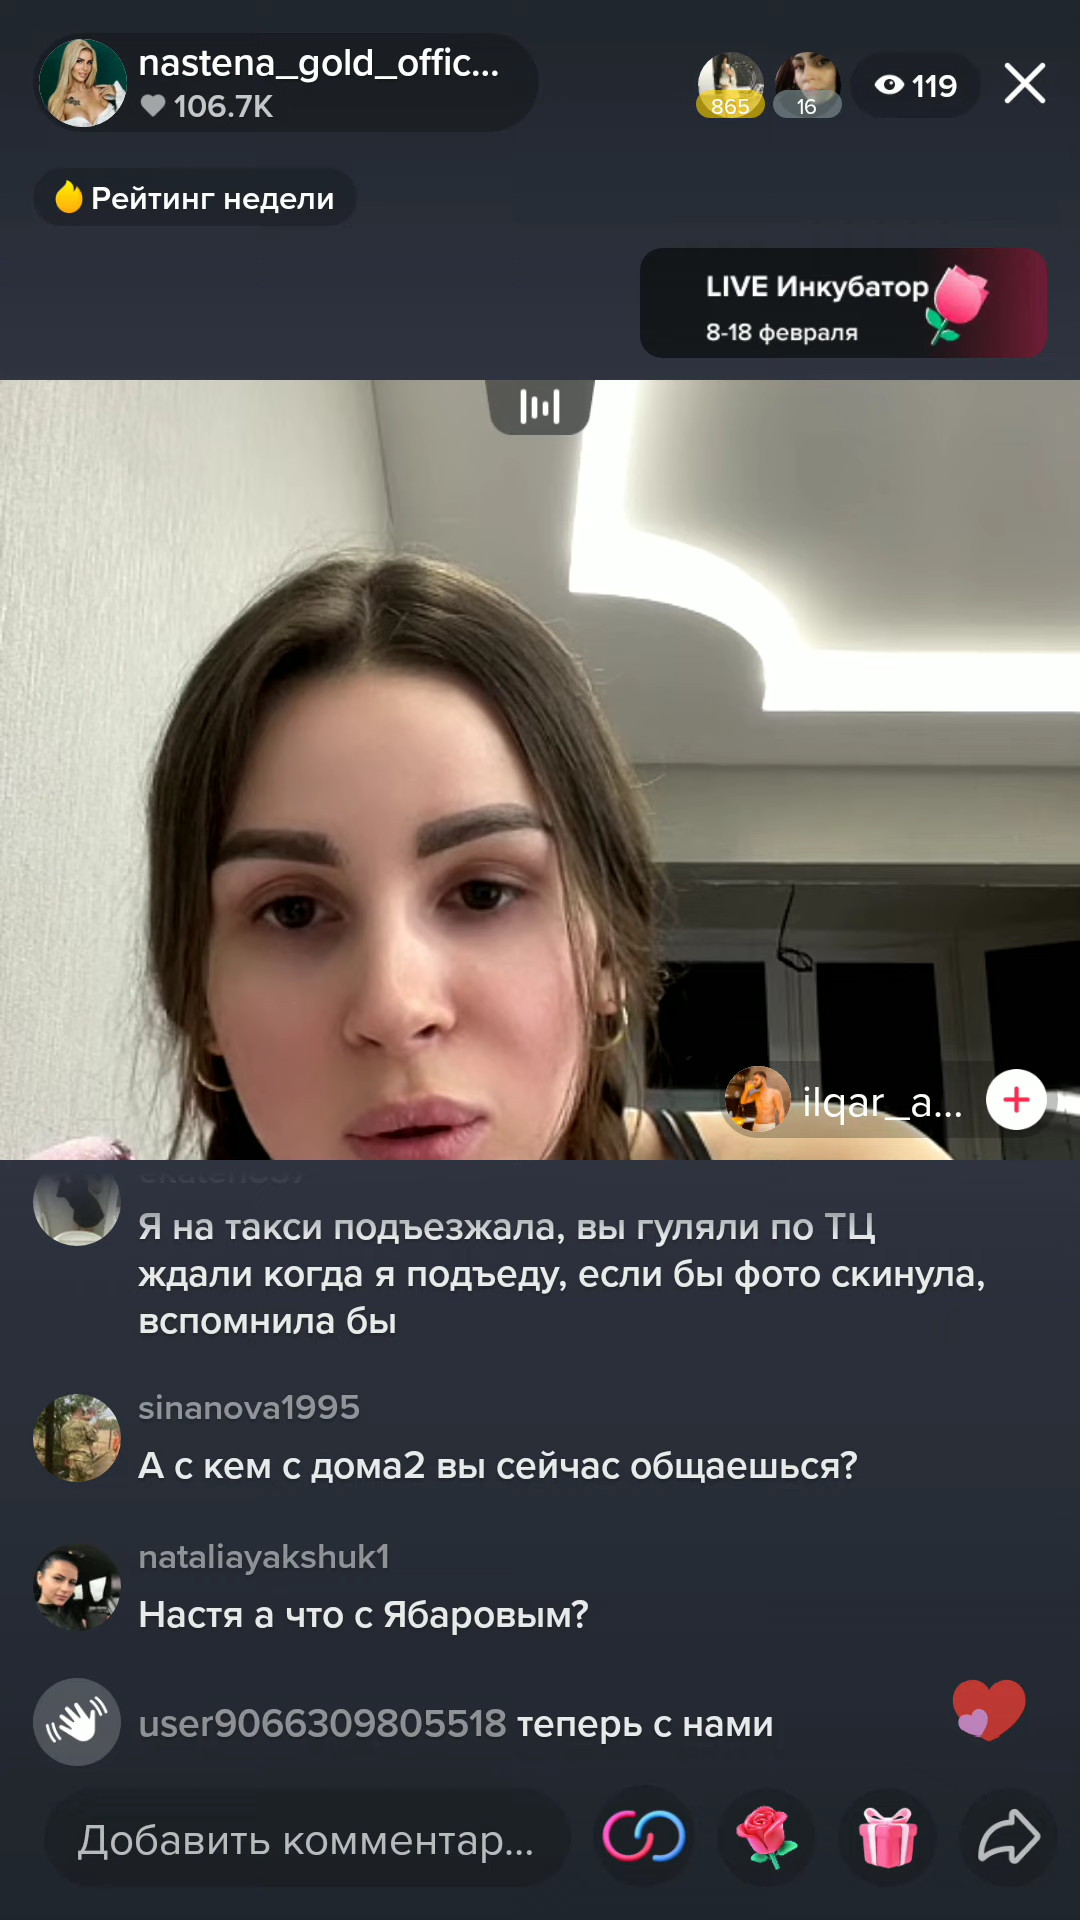 nastena_gold_offic...
106.7K
865
16
119
Рейтинг недели
LIVE Инкубатор
8-18 февраля
ilqar_a...
Я на такси подъезжала, вы гуляли по ТЦ
ждали когда я подъеду, если бы фото скинула,
вспомнила бы
sinanova1995
А с кем с дома2 вы сейчас общаешься?
nataliayakshuk1
Настя а что с Ябаровым?
user9066309805518 теперь с нами
Добавить комментар...